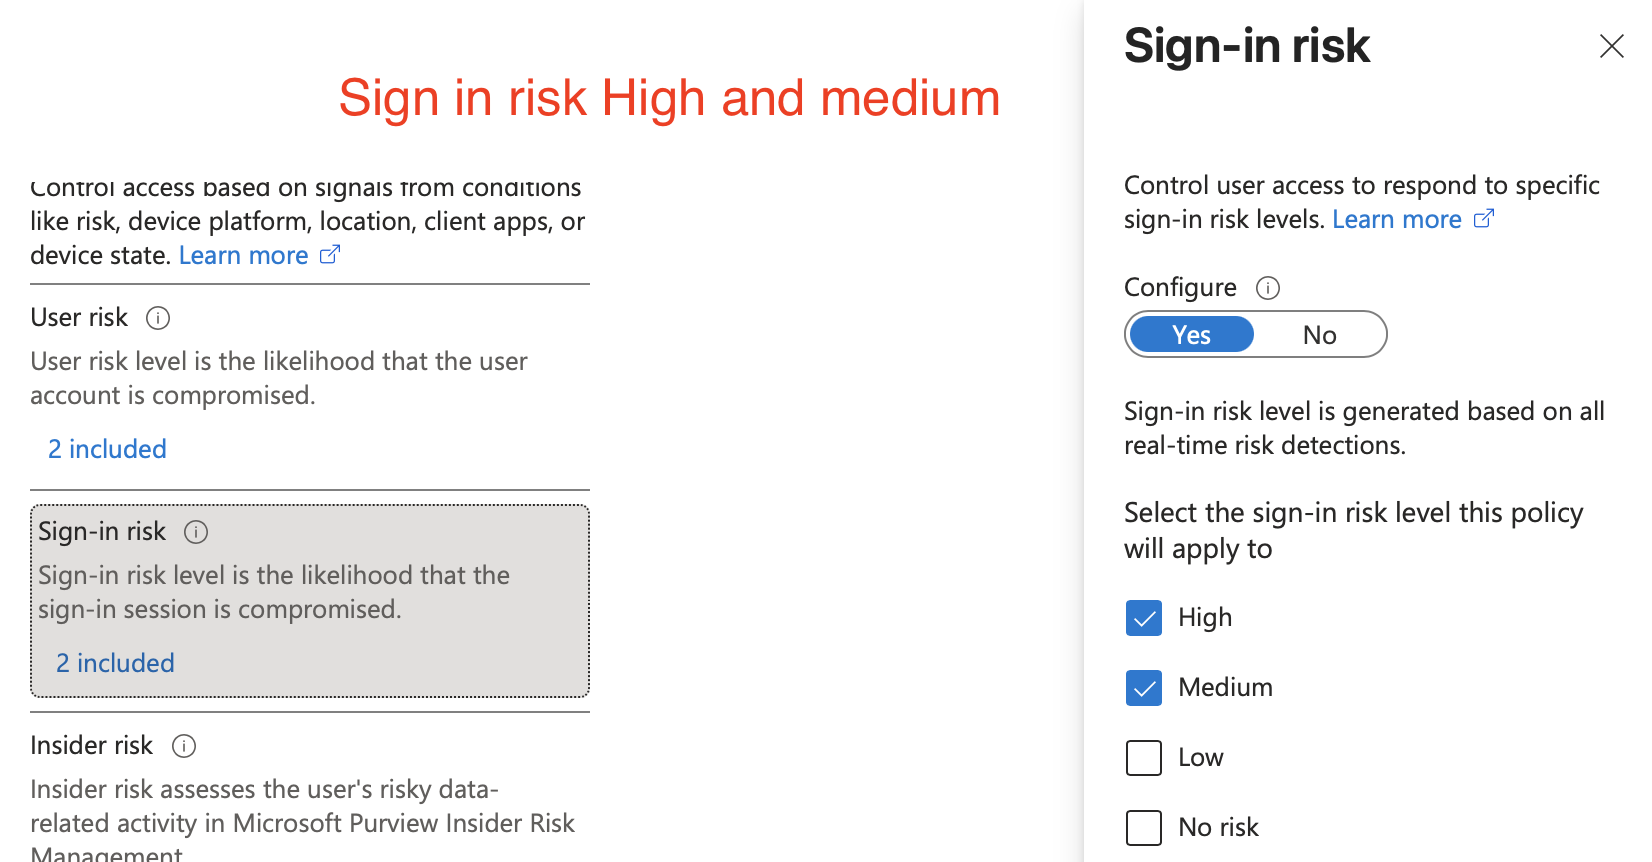 Sign in risk High and medium
Control access based on signals from conditions
like risk, device platform, location, client apps, or
device state. Learn more
User risk
User risk level is the likelihood that the user
account is compromised.
2 included
Sign-in risk
Sign-in risk level is the likelihood that the
sign-in session is compromised.
2 included
Insider risk
Insider risk assesses the user's risky data-
related activity in Microsoft Purview Insider Risk
Management
Sign-in risk
Control user access to respond to specific
sign-in risk levels. Learn more
Configure
Yes No
Sign-in risk level is generated based on all
real-time risk detections.
Select the sign-in risk level this policy
will apply to
High
Medium
Low
No risk